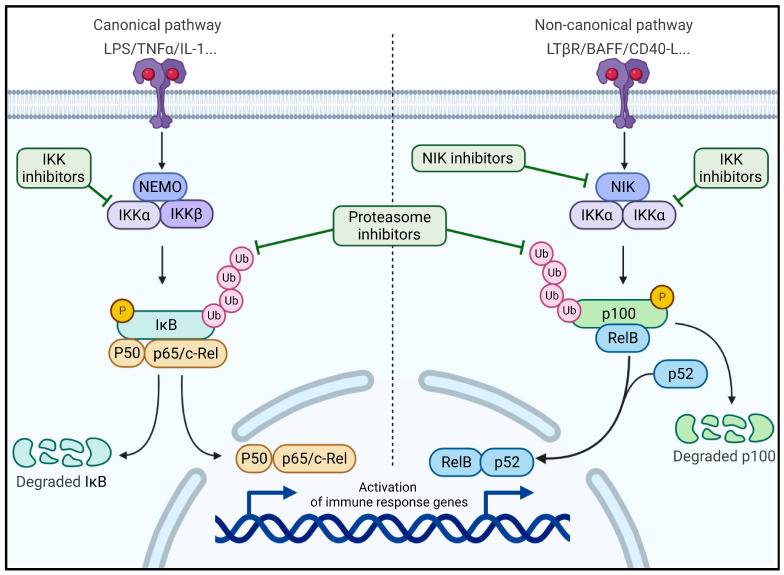 Canonical pathway
LPS/TNFα/IL-1...
Non-canonical pathway
LTβR/BAFF/CD40-L...
IKK
inhibitors
NEMO
IKKα
IKKβ
NIK inhibitors
NIK
IKKα
IKKα
IKK
inhibitors
Proteasome
inhibitors
Ub
Ub
Ub
Ub
P
IκB
P50
p65/c-Rel
Ub
Ub
Ub
Ub
P
p100
RelB
p52
Degraded IκB
P50
p65/c-Rel
RelB
p52
Degraded p100
Activation
of immune response genes